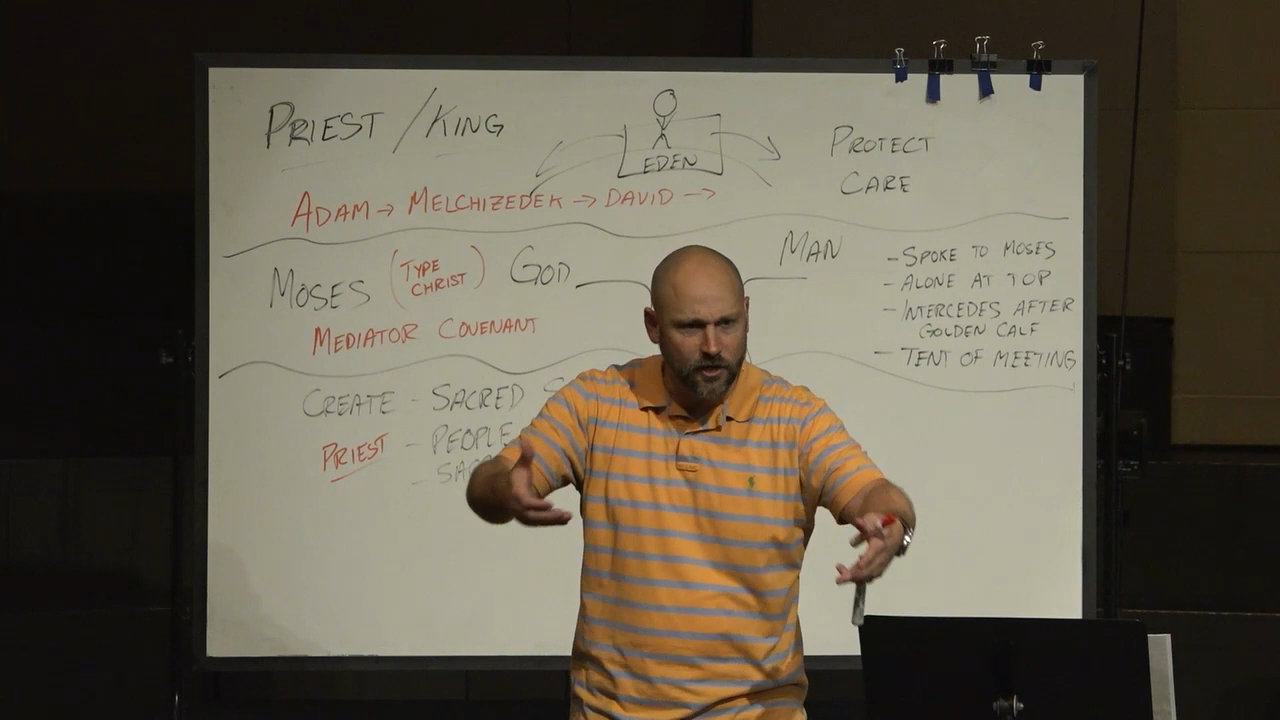 PRIEST / KING
EDEN
PROTECT
CARE
ADAM → MELCHIZEDEK → DAVID →
MOSES (TYPE CHRIST) GOD
MAN
MEDIATOR COVENANT
- SPOKE TO MOSES
- ALONE AT TOP
- INTERCEDES AFTER
GOLDEN CALF
- TENT OF MEETING
CREATE - SACRED
PRIEST - PEOPLE